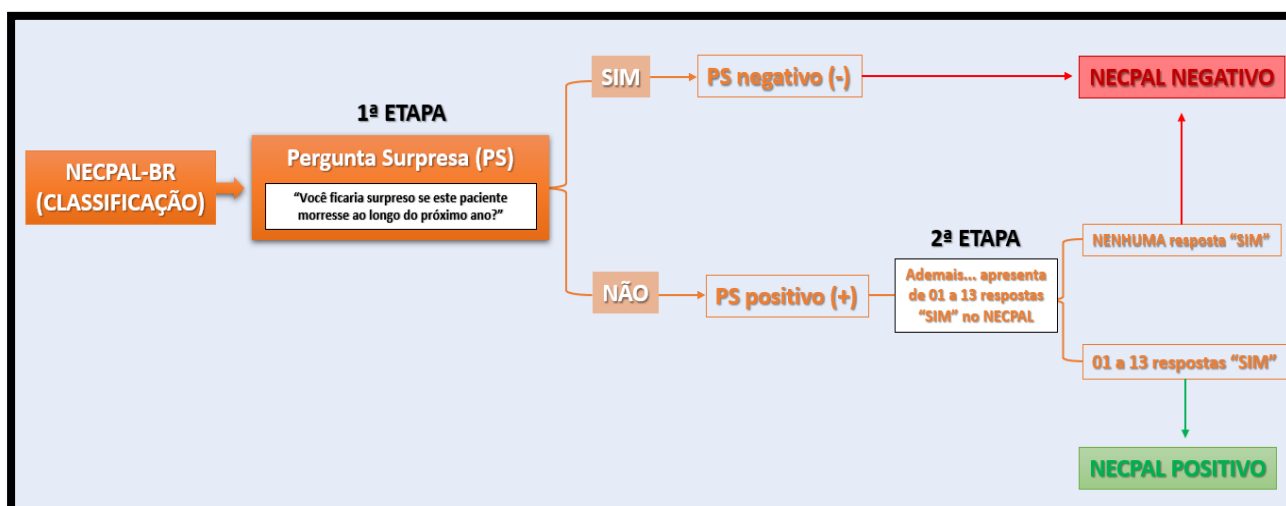 NECPAL-BR
(CLASSIFICAÇÃO)
1ª ETAPA
Pergunta Surpresa (PS)
“Você ficaria surpreso se este paciente
morresse ao longo do próximo ano?”
SIM
PS negativo (-)
NECPAL NEGATIVO
NÃO
PS positivo (+)
2ª ETAPA
Ademais... apresenta
de 01 a 13 respostas
“SIM” no NECPAL
NENHUMA resposta “SIM”
01 a 13 respostas “SIM”
NECPAL POSITIVO